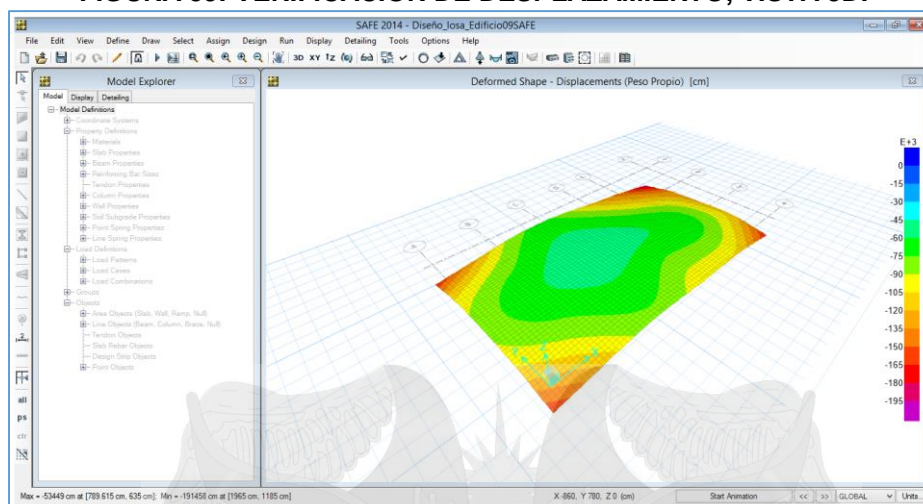 SAFE 2014 - Diseño_losa_Edificio09SAFE
File Edit View Define Draw Select Assign Design Run Display Detailing Tools Options Help
3D XY
Model Explorer
Deformed Shape - Displacements (Peso Propio) [cm]
Model Display Detailing
Model Definitions
Coordinate Systems
Property Definitions
Materials
Slab Properties
Beam Properties
Reinforcing Bar Sizes
Tendon Properties
Column Properties
Wall Properties
Soil Subgrade Properties
Point Spring Properties
Line Spring Properties
Load Definitions
Load Patterns
Load Cases
Load Combinations
Groups
Objects
Area Objects (Slab, Wall, Ramp, Null)
Line Objects (Beam, Column, Brace, Null)
Tendon Objects
Slab Rebar Objects
Design Strip Objects
Point Objects
all
ps
clr
E+3
0
-15
-30
-45
-60
-75
-90
-105
-120
-135
-150
-165
-180
-195
Max = -53449 cm at [789.615 cm, 635 cm]; Min = -191458 cm at [1965 cm, 1185 cm]
X -860, Y 780, Z 0 (cm)
Start Animation
<< >> GLOBAL Units